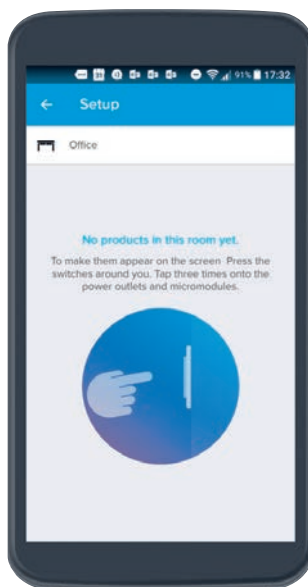 91% 17:32
Setup
Office
No products in this room yet.
To make them appear on the screen Press the
switches around you. Tap three times onto the
power outlets and micromodules.